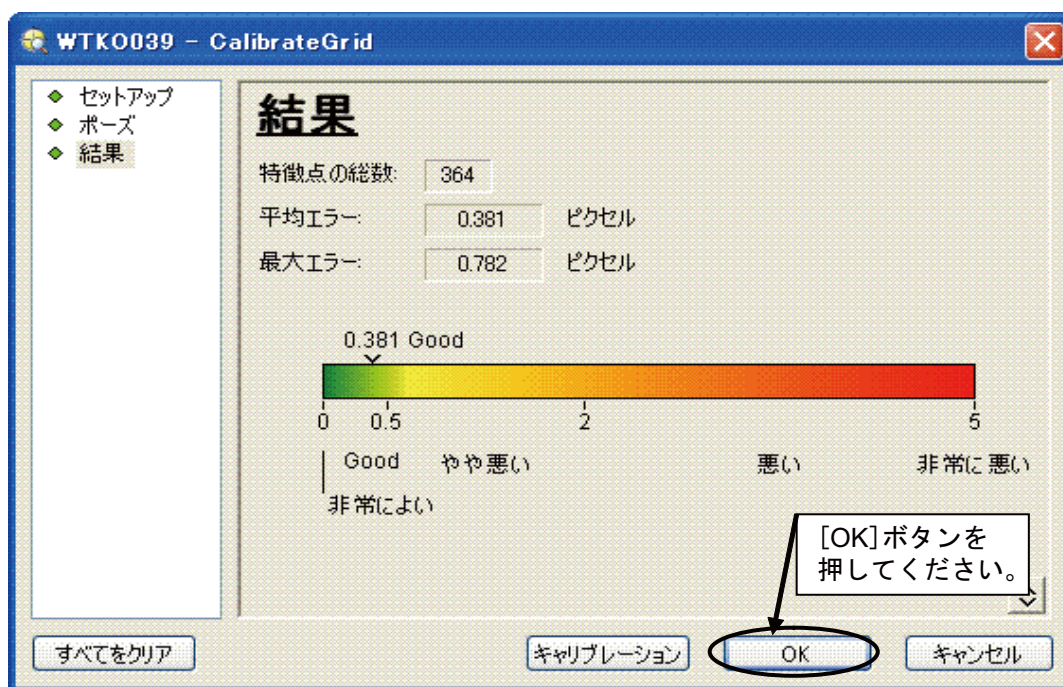 WTKO039 - CalibrateGrid
セットアップ
ポーズ
結果
結果
特徴点の総数: 364
平均エラー: 0.381 ピクセル
最大エラー: 0.782 ピクセル
0.381 Good
0 0.5 2 5
Good やや悪い 悪い 非常に悪い
非常によい
[OK]ボタンを
押してください。
すべてをクリア キャリブレーション OK キャンセル